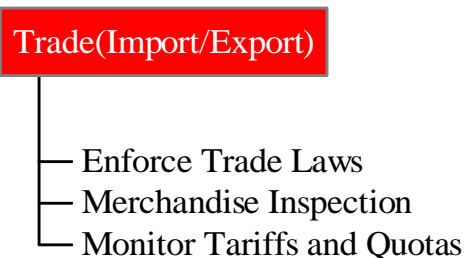 Trade(Import/Export)
Enforce Trade Laws
Merchandise Inspection
Monitor Tariffs and Quotas